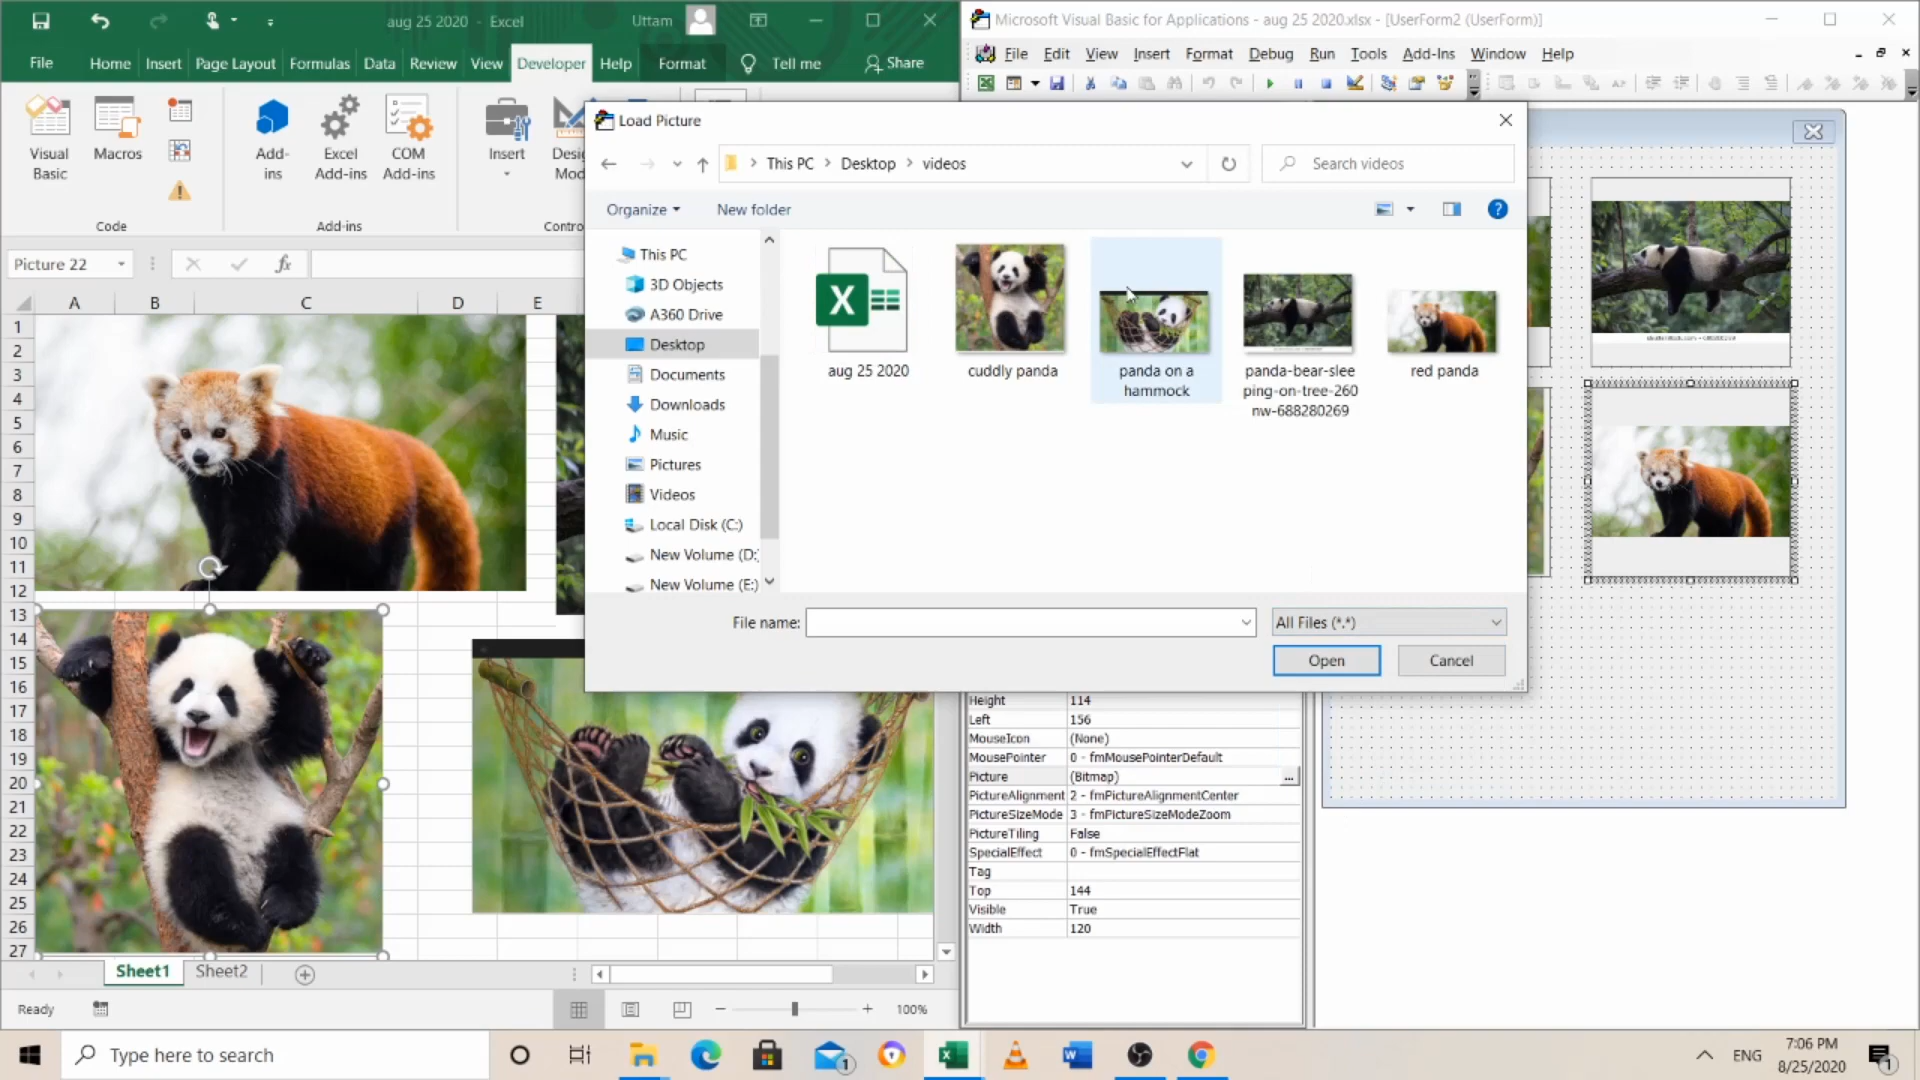 aug 25 2020 - Excel
Uttam
File Home Insert Page Layout Formulas Data Review View Developer Help Format Tell me Share
Visual Basic
Macros
Code
Add-ins
Excel Add-ins
COM Add-ins
Add-ins
Insert
Picture 22
fx
A B C D E
1
2
3
4
5
6
7
8
9
10
11
12
13
14
15
16
17
18
19
20
21
22
23
24
25
26
27
Sheet1 Sheet2
Ready
100%
Microsoft Visual Basic for Applications - aug 25 2020.xlsx - [UserForm2 (UserForm)]
File Edit View Insert Format Debug Run Tools Add-Ins Window Help
Load Picture
This PC > Desktop > videos
Search videos
Organize New folder
This PC
3D Objects
A360 Drive
Desktop
Documents
Downloads
Music
Pictures
Videos
Local Disk (C:)
New Volume (D:
New Volume (E:)
aug 25 2020
cuddly panda
panda on a
hammock
panda-bear-slee
ping-on-tree-260
nw-688280269
red panda
File name:
All Files (*.*)
Open Cancel
Height 114
Left 156
MouseIcon (None)
MousePointer 0 - fmMousePointerDefault
Picture (Bitmap) ...
PictureAlignment 2 - fmPictureAlignmentCenter
PictureSizeMode 3 - fmPictureSizeModeZoom
PictureTiling False
SpecialEffect 0 - fmSpecialEffectFlat
Tag
Top 144
Visible True
Width 120
Type here to search
ENG
7:06 PM
8/25/2020